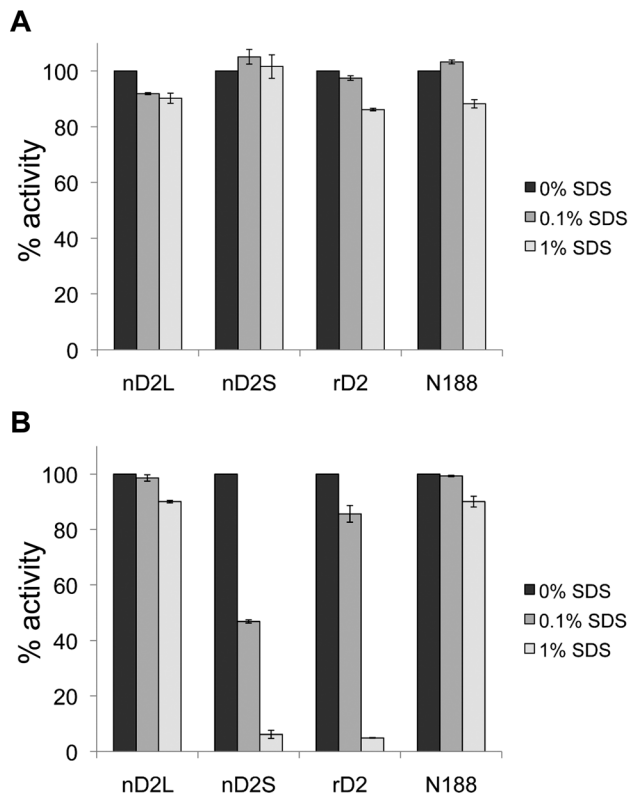 A
% activity
100
80
60
40
20
0
nD2L
nD2S
rD2
N188
0% SDS
0.1% SDS
1% SDS
B
% activity
100
80
60
40
20
0
nD2L
nD2S
rD2
N188
0% SDS
0.1% SDS
1% SDS